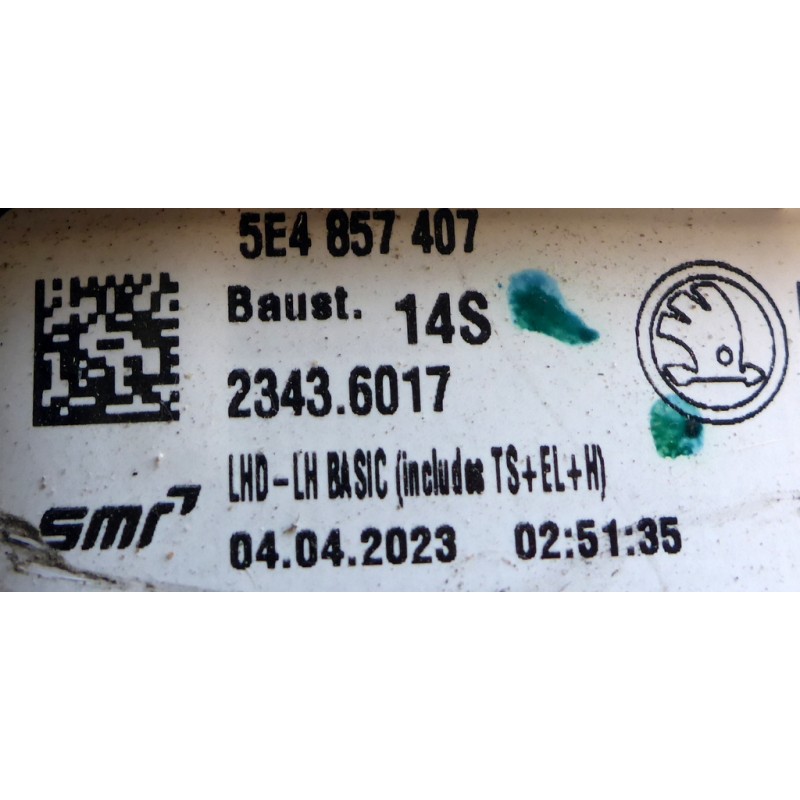 5E4 857 407
Baust. 14S
2343.6017
LHD-LH BASIC (includes TS+EL+H)
smr
04.04.2023 02:51:35